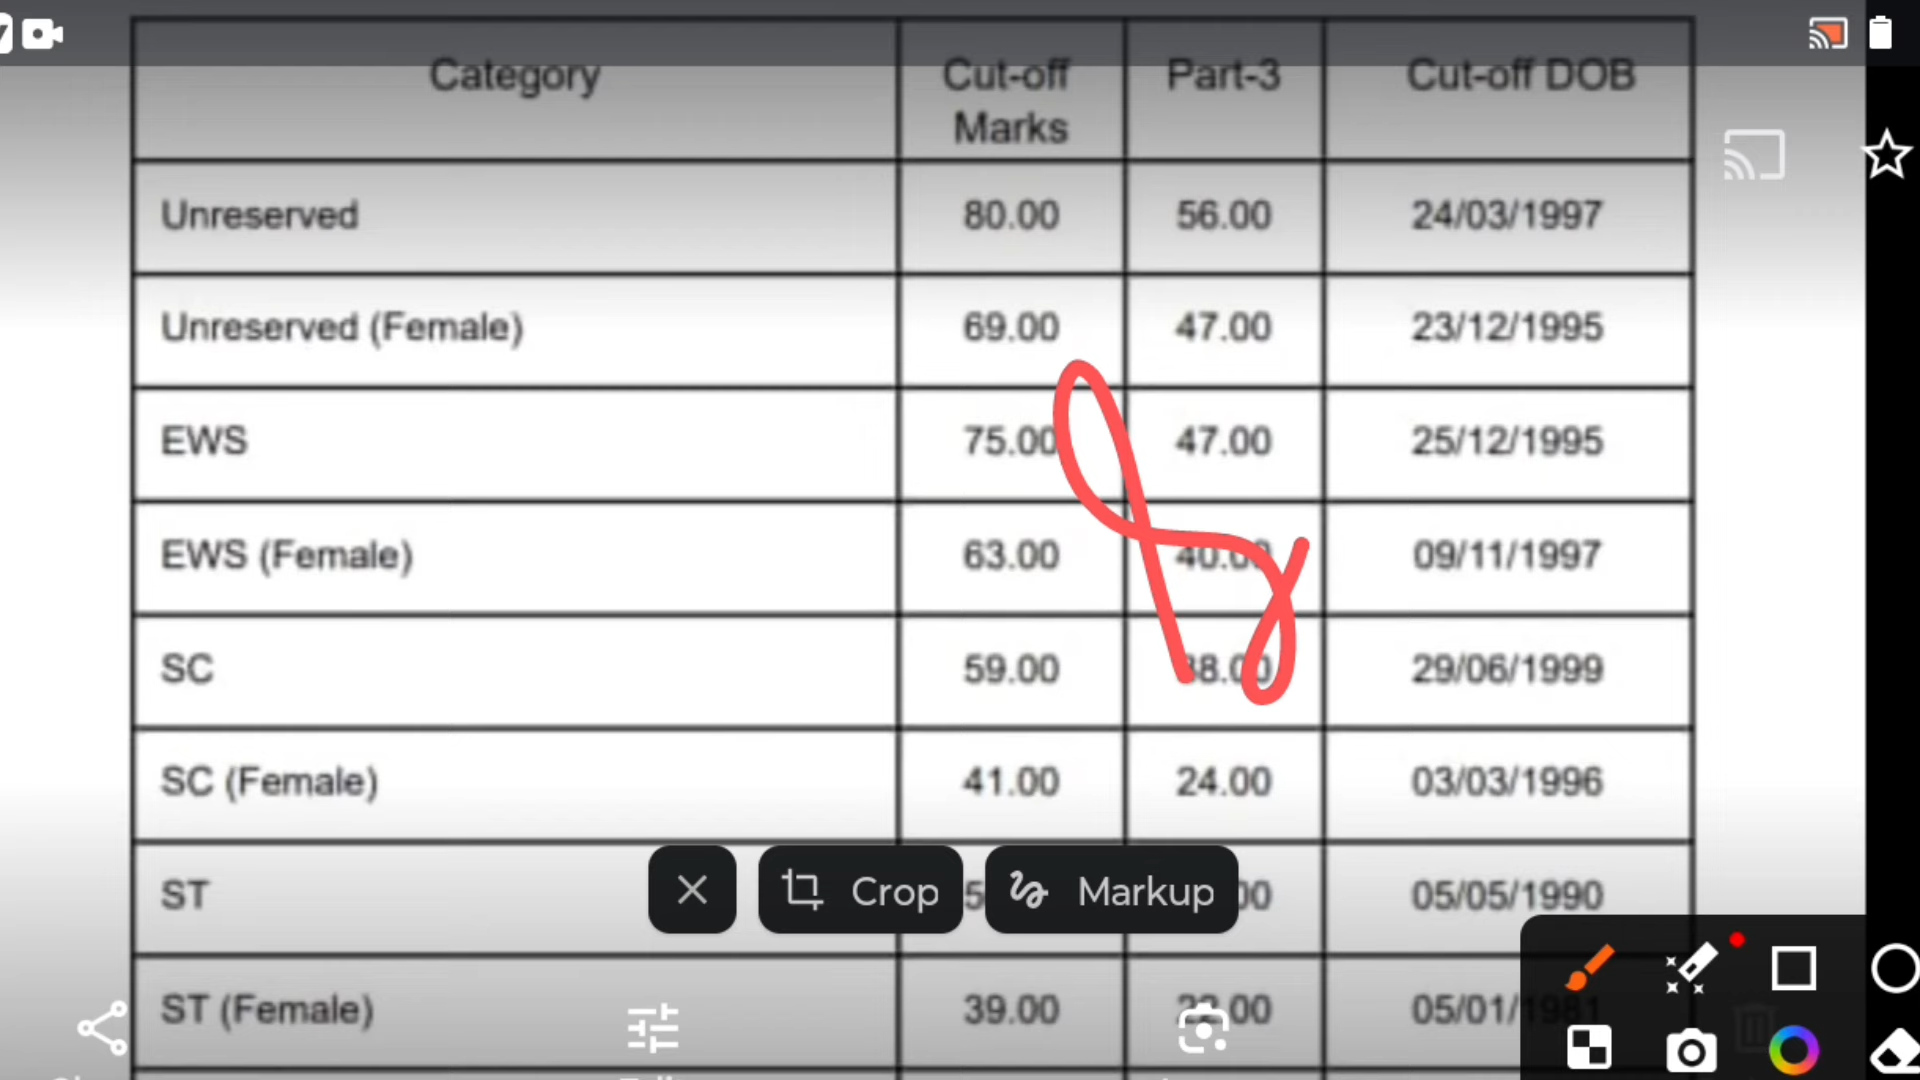 Category Cut-off Marks Part-3 Cut-off DOB
Unreserved 80.00 56.00 24/03/1997
Unreserved (Female) 69.00 47.00 23/12/1995
EWS 75.00 47.00 25/12/1995
EWS (Female) 63.00 40.00 09/11/1997
SC 59.00 29/06/1999
SC (Female) 41.00 24.00 03/03/1996
ST 05/05/1990
Crop Markup
ST (Female) 39.00 22.00 05/01/1981